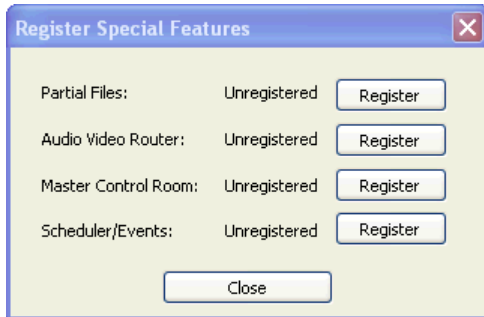 Register Special Features
Partial Files: Unregistered Register
Audio Video Router: Unregistered Register
Master Control Room: Unregistered Register
Scheduler/Events: Unregistered Register
Close